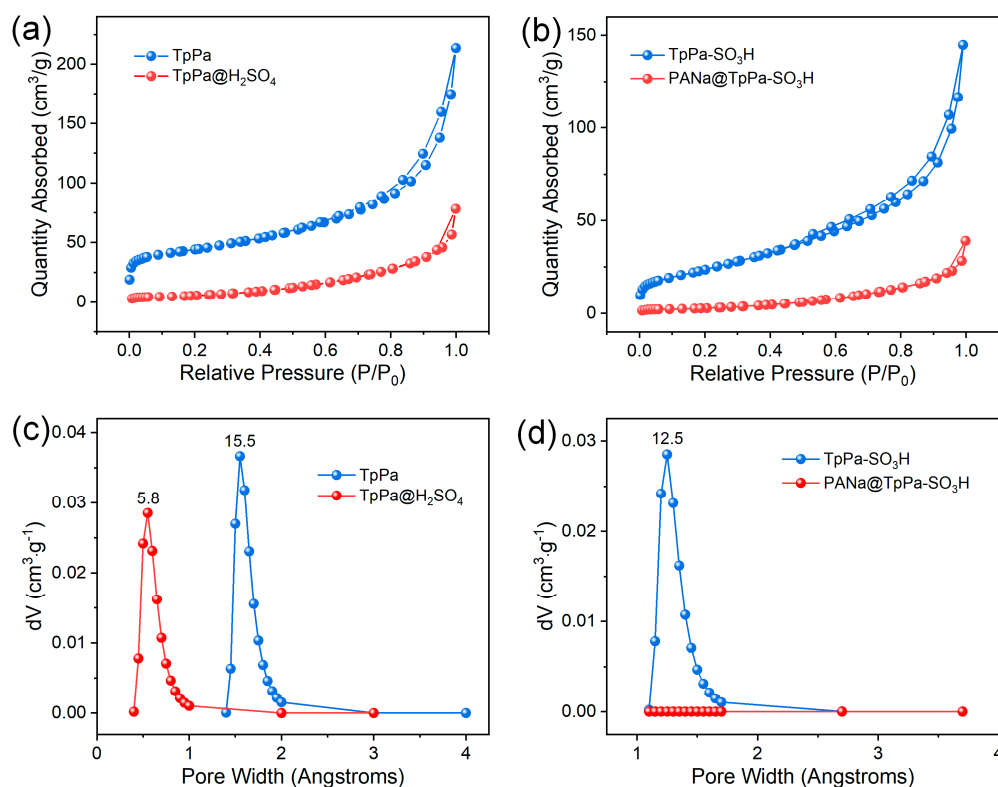 (a)
TpPa
TpPa@H₂SO₄
200
150
100
50
0
Quantity Absorbed (cm³/g)
0.0 0.2 0.4 0.6 0.8 1.0
Relative Pressure (P/P₀)
(b)
TpPa-SO₃H
PANa@TpPa-SO₃H
150
100
50
0
Quantity Absorbed (cm³/g)
0.0 0.2 0.4 0.6 0.8 1.0
Relative Pressure (P/P₀)
(c)
15.5
5.8
TpPa
TpPa@H₂SO₄
0.04
0.03
0.02
0.01
0.00
dV (cm³·g⁻¹)
0 1 2 3 4
Pore Width (Angstroms)
(d)
12.5
TpPa-SO₃H
PANa@TpPa-SO₃H
0.03
0.02
0.01
0.00
dV (cm³·g⁻¹)
1 2 3 4
Pore Width (Angstroms)